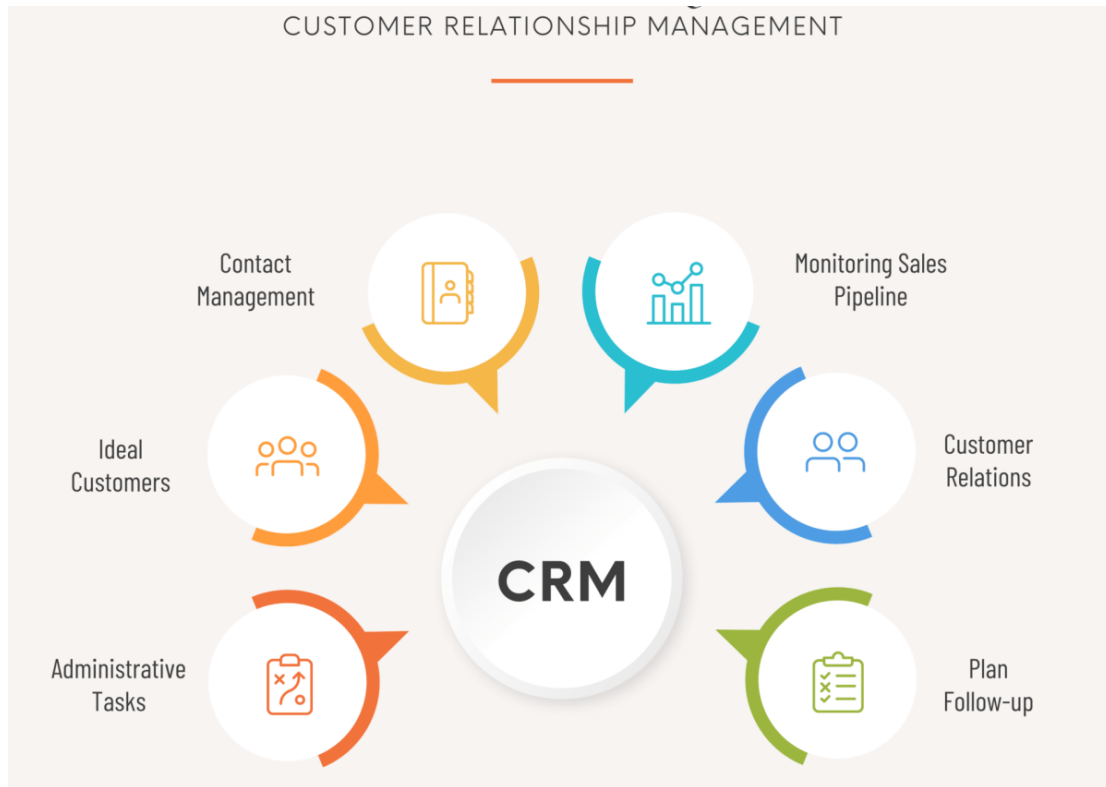 CUSTOMER RELATIONSHIP MANAGEMENT
Contact
Management
Monitoring Sales
Pipeline
Ideal
Customers
Customer
Relations
CRM
Administrative
Tasks
Plan
Follow-up